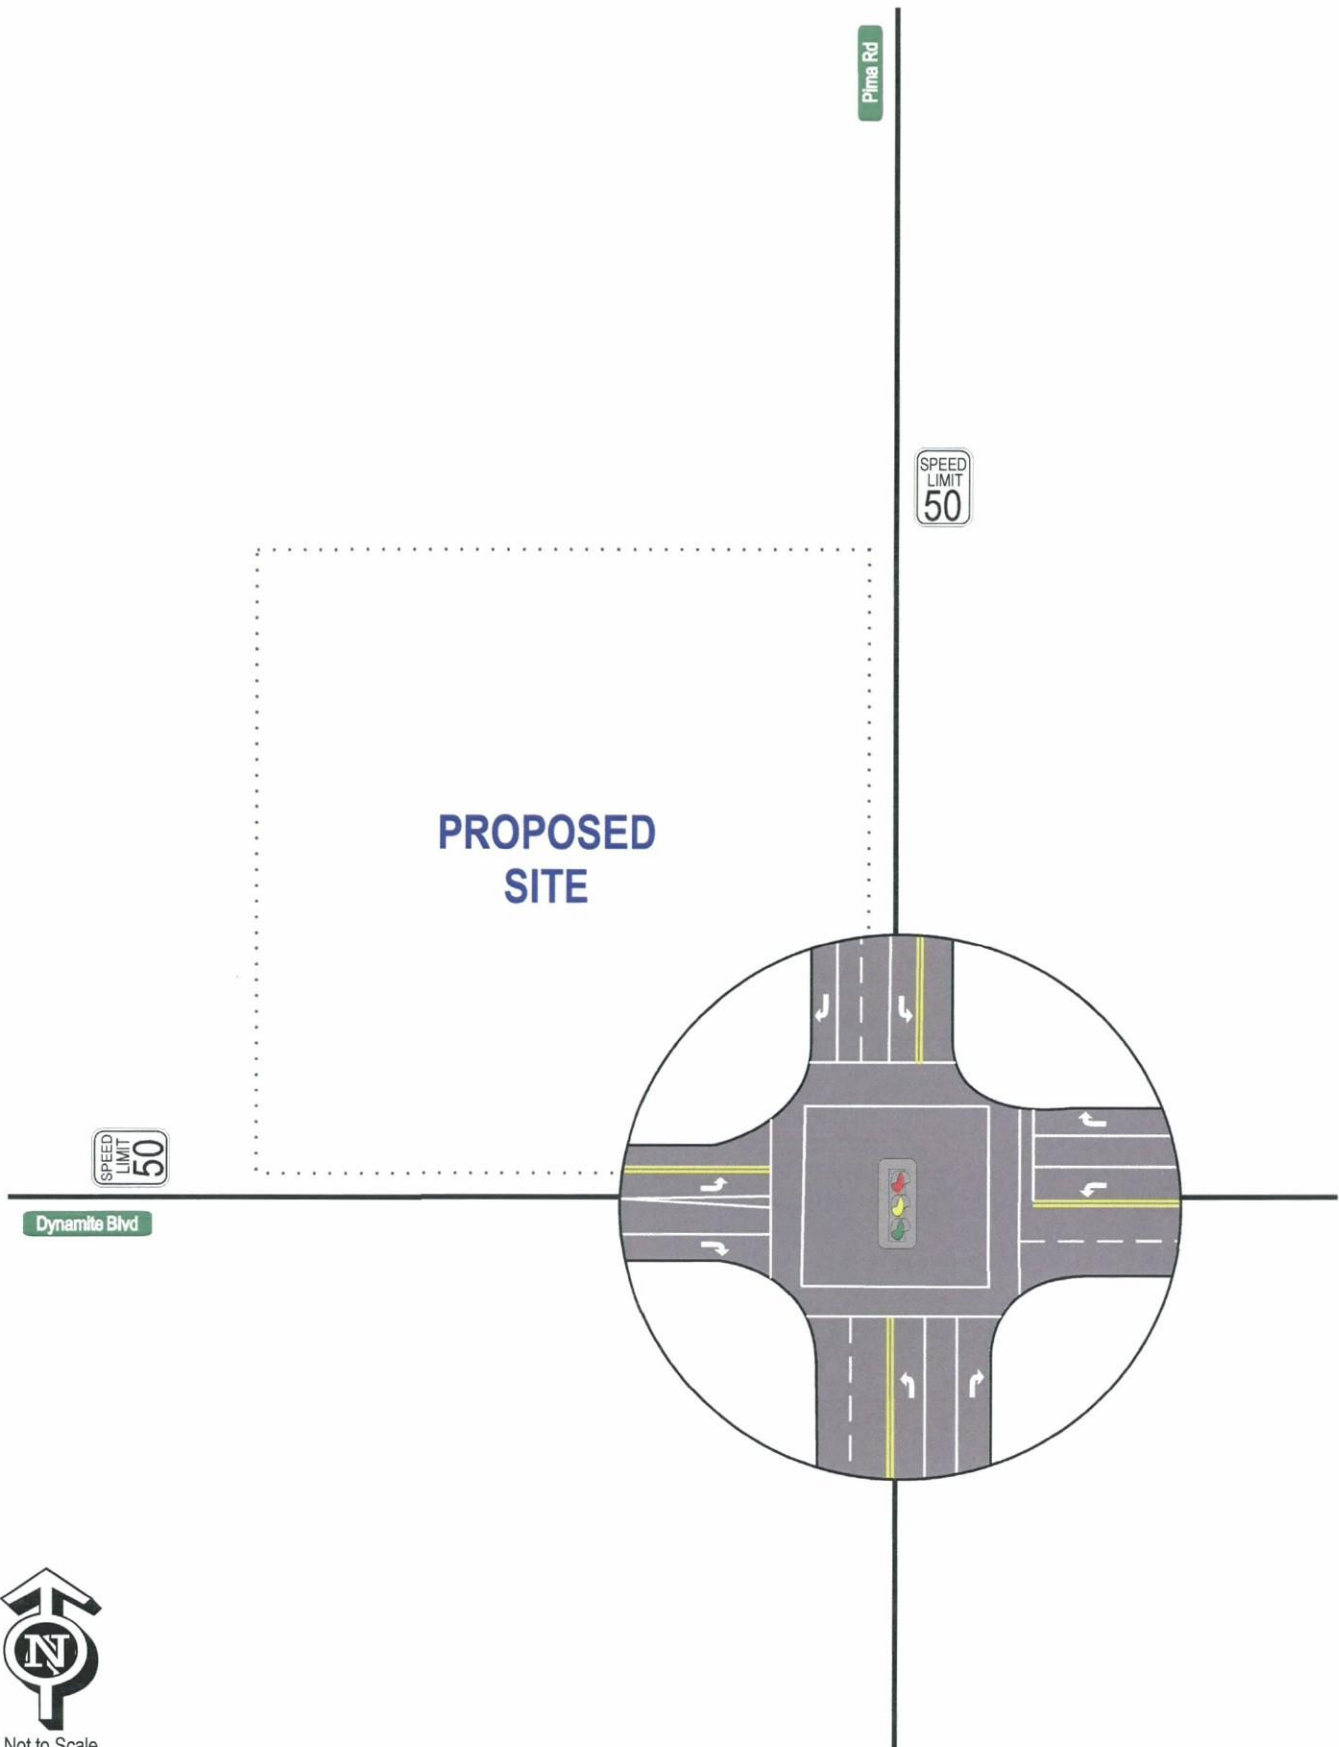 Pima Rd
SPEED
LIMIT
50
PROPOSED
SITE
SPEED
LIMIT
50
Dynamite Blvd
N
Not to Scale